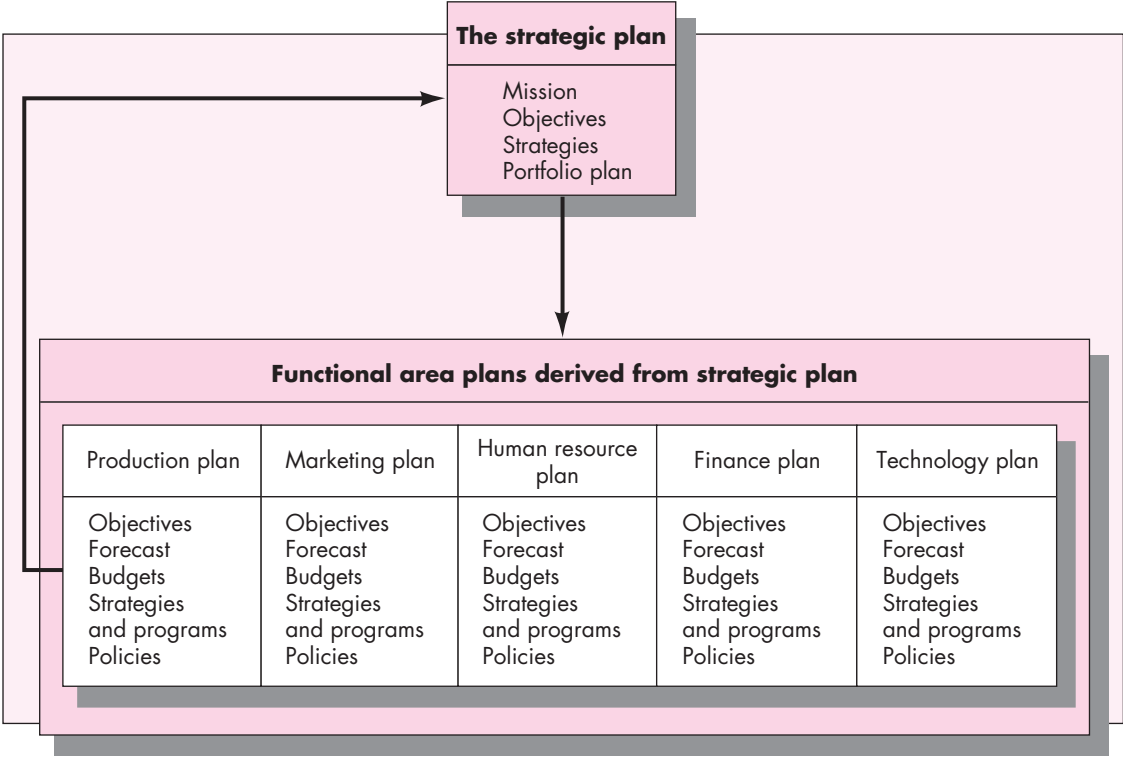 The strategic plan
Mission
Objectives
Strategies
Portfolio plan
Functional area plans derived from strategic plan
Production plan
Objectives
Forecast
Budgets
Strategies
and programs
Policies
Marketing plan
Objectives
Forecast
Budgets
Strategies
and programs
Policies
Human resource
plan
Objectives
Forecast
Budgets
Strategies
and programs
Policies
Finance plan
Objectives
Forecast
Budgets
Strategies
and programs
Policies
Technology plan
Objectives
Forecast
Budgets
Strategies
and programs
Policies